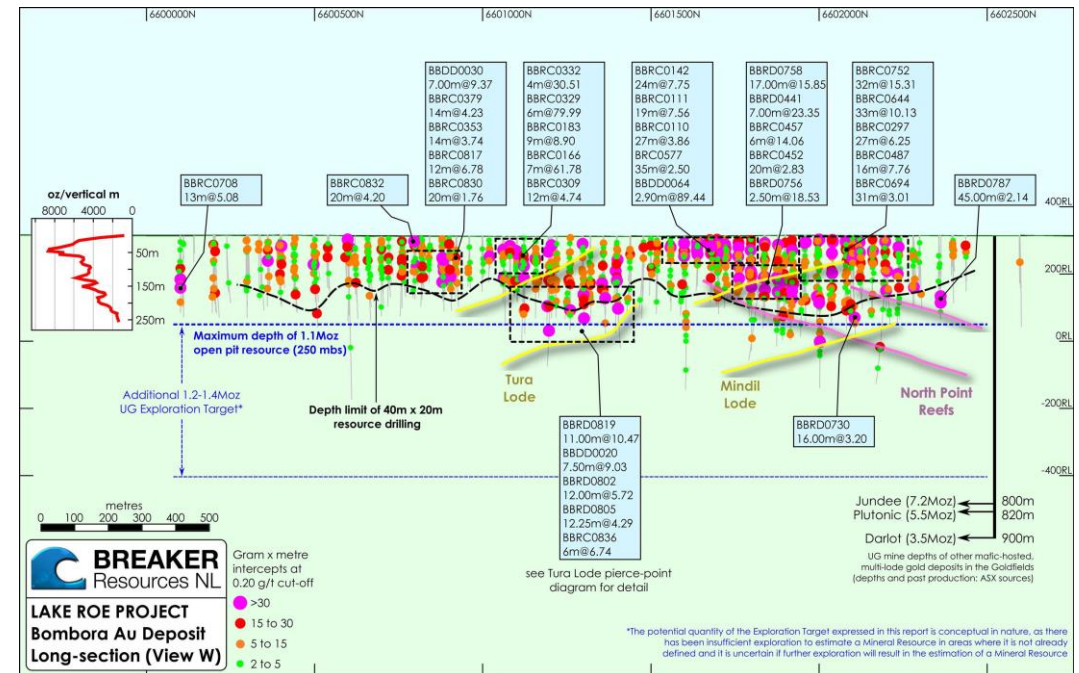 6600000N
6600500N
6601000N
6601500N
6602000N
6602500N
BBRC0708
13m@5.08
BBRC0832
20m@4.20
BBDD0030
7.00m@9.37
BBRC0379
14m@4.23
BBRC0353
14m@3.74
BBRC0817
12m@6.78
BBRC0830
20m@1.76
BBRC0332
4m@30.51
BBRC0329
6m@79.99
BBRC0183
9m@8.90
BBRC0166
7m@61.78
BBRC0309
12m@4.74
BBRC0142
24m@7.75
BBRC0111
19m@7.56
BBRC0110
27m@3.86
BRC0577
35m@2.50
BBDD0064
2.90m@89.44
BBRD0758
17.00m@15.85
BBRD0441
7.00m@23.35
BBRC0457
6m@14.06
BBRC0452
20m@2.83
BBRD0756
2.50m@18.53
BBRC0752
32m@15.31
BBRC0644
33m@10.13
BBRC0297
27m@6.25
BBRC0487
16m@7.76
BBRC0694
31m@3.01
BBRD0787
45.00m@2.14
oz/vertical m
8000 4000 0
50m
150m
250m
400RL
200RL
0RL
-200RL
-400RL
Maximum depth of 1.1Moz
open pit resource (250 mbs)
Additional 1.2-1.4Moz
UG Exploration Target*
Depth limit of 40m x 20m
resource drilling
Tura
Lode
Mindil
Lode
North Point
Reefs
BBRD0819
11.00m@10.47
BBDD0020
7.50m@9.03
BBRD0802
12.00m@5.72
BBRD0805
12.25m@4.29
BBRC0836
6m@6.74
see Tura Lode pierce-point
diagram for detail
BBRD0730
16.00m@3.20
Jundee (7.2Moz) 800m
Plutonic (5.5Moz) 820m
Darlot (3.5Moz) 900m
UG mine depths of other mafic-hosted,
multi-lode gold deposits in the Goldfields
(depths and past production: ASX sources)
metres
0 100 200 300 400 500
BREAKER
Resources NL
LAKE ROE PROJECT
Bombora Au Deposit
Long-section (View W)
Gram x metre
intercepts at
0.20 g/t cut-off
>30
15 to 30
5 to 15
2 to 5
*The potential quantity of the Exploration Target expressed in this report is conceptual in nature, as there
has been insufficient exploration to estimate a Mineral Resource in areas where it is not already
defined and it is uncertain if further exploration will result in the estimation of a Mineral Resource